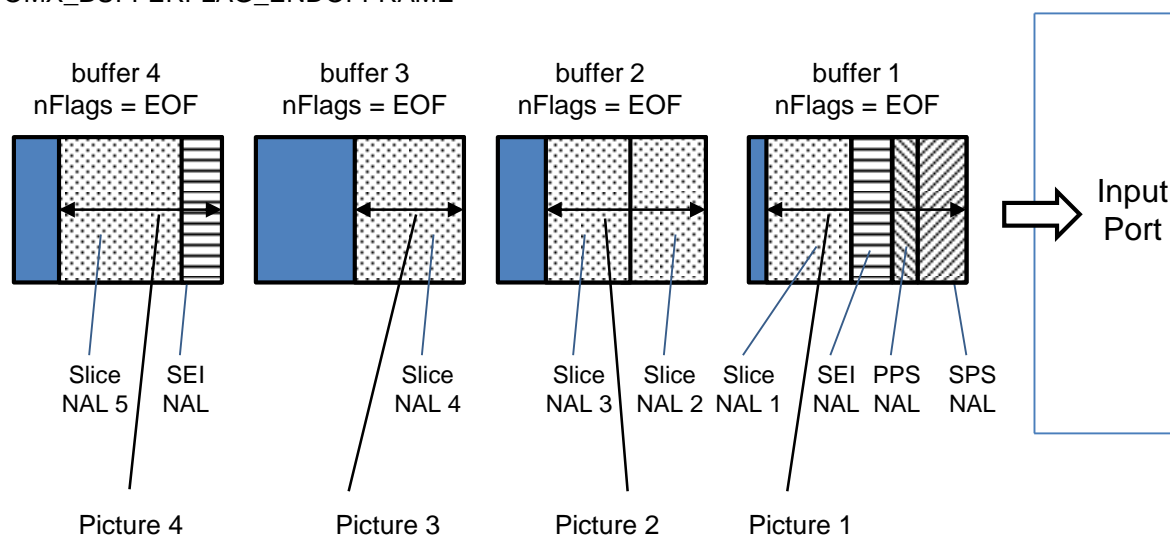 OMX_BUFFERFLAG_ENDOFFRAME
buffer 4
nFlags = EOF
buffer 3
nFlags = EOF
buffer 2
nFlags = EOF
buffer 1
nFlags = EOF
Input
Port
Slice
NAL 5
SEI
NAL
Slice
NAL 4
Slice
NAL 3
Slice
NAL 2
Slice
NAL 1
SEI
NAL
PPS
NAL
SPS
NAL
Picture 4
Picture 3
Picture 2
Picture 1